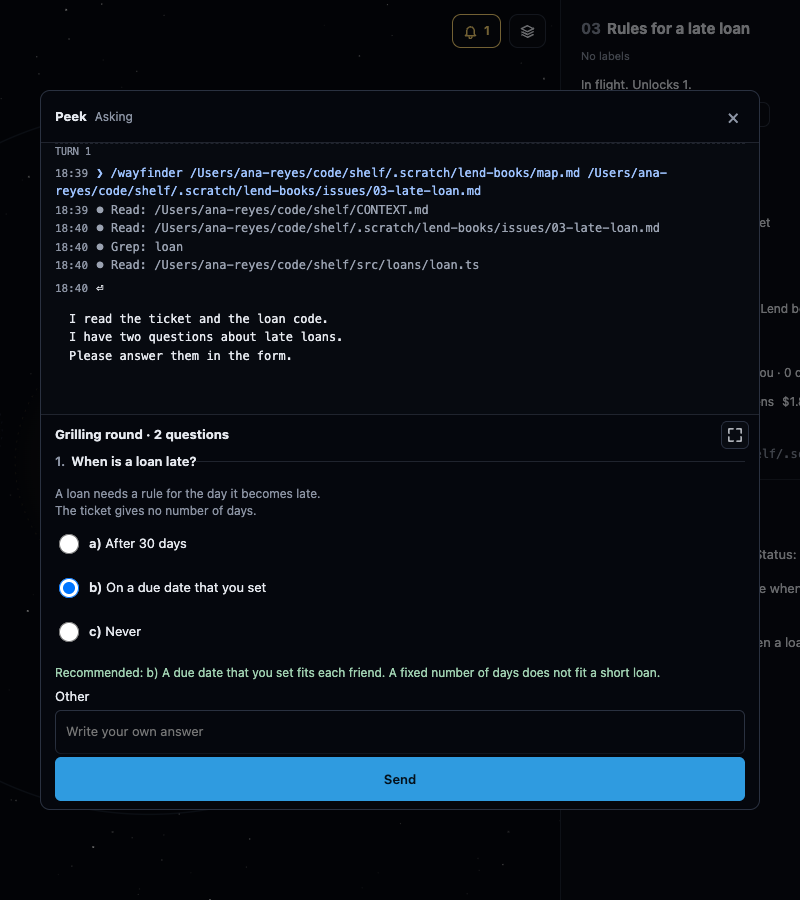 1
03 Rules for a late loan
No labels
In flight. Unlocks 1.
Peek Asking
TURN 1
18:39 ❯ /wayfinder /Users/ana-reyes/code/shelf/.scratch/lend-books/map.md /Users/ana-
reyes/code/shelf/.scratch/lend-books/issues/03-late-loan.md
18:39 ● Read: /Users/ana-reyes/code/shelf/CONTEXT.md
18:40 ● Read: /Users/ana-reyes/code/shelf/.scratch/lend-books/issues/03-late-loan.md
18:40 ● Grep: loan
18:40 ● Read: /Users/ana-reyes/code/shelf/src/loans/loan.ts
18:40 ⏎
I read the ticket and the loan code.
I have two questions about late loans.
Please answer them in the form.
Grilling round · 2 questions
1. When is a loan late?
A loan needs a rule for the day it becomes late.
The ticket gives no number of days.
a) After 30 days
b) On a due date that you set
c) Never
Recommended: b) A due date that you set fits each friend. A fixed number of days does not fit a short loan.
Other
Write your own answer
Send
Lend b
Status: